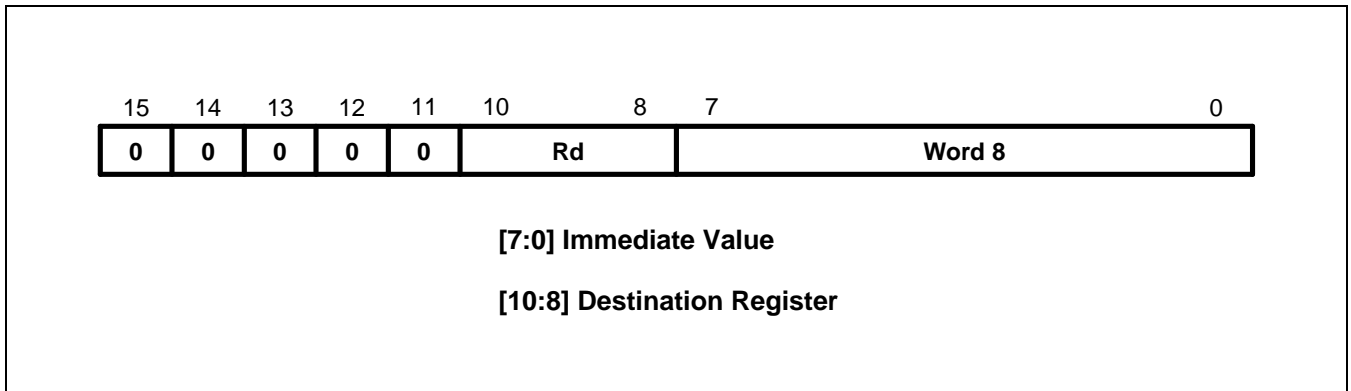 15 14 13 12 11 10 8 7 0
0 0 0 0 0 Rd Word 8
[7:0] Immediate Value
[10:8] Destination Register